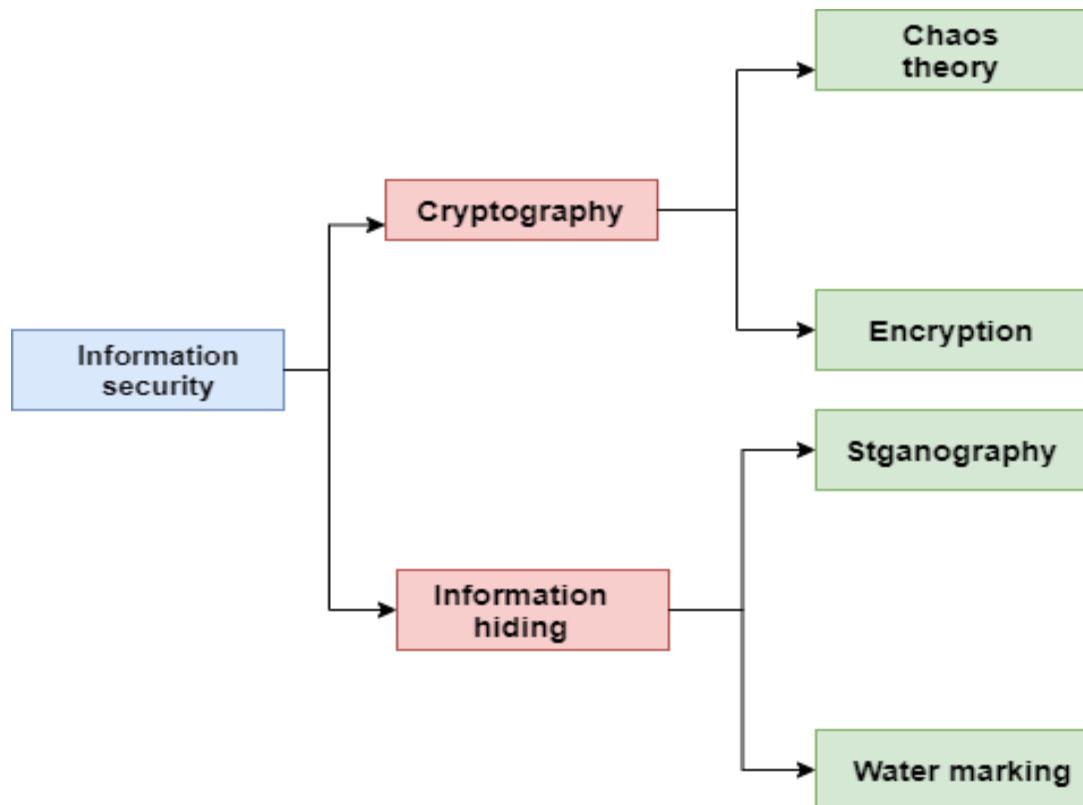 Chaos
theory
Cryptography
Encryption
Information
security
Stganography
Information
hiding
Water marking